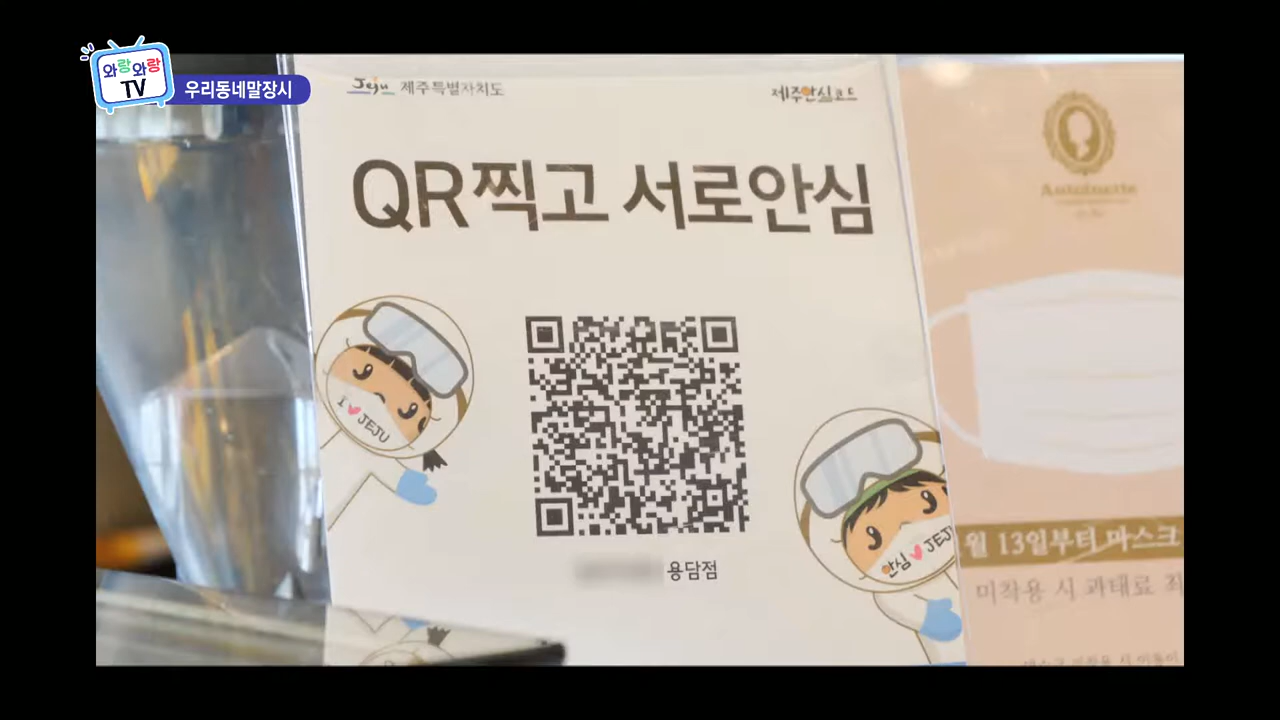 와랑와랑
TV
우리동네말장시
Jeju 제주특별자치도
제주안심코드
QR찍고 서로안심
I ♥ JEJU
안심 ♥ JEJU
용담점
Antoinette
월 13일부터 마스크
미착용 시 과태료